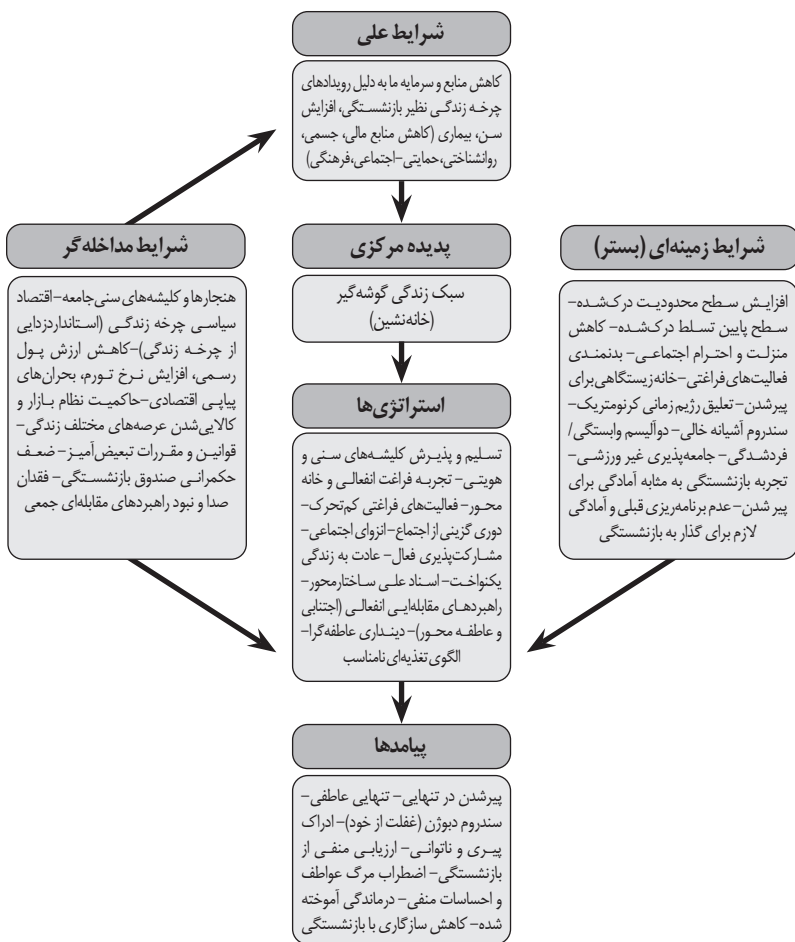 شرایط علی
کاهش منابع و سرمایه ما به دلیل رویدادهای
چرخه زندگی نظیر بازنشستگی، افزایش
سن، بیماری (کاهش منابع مالی، جسمی،
روانشناختی، حمایتی-اجتماعی، فرهنگی)
شرایط زمینه‌ای (بستر)
افزایش سطح محدودیت درک‌شده-
سطح پایین تسلط درک‌شده- کاهش
منزلت و احترام اجتماعی- بدنمندی
فعالیت‌های فراغتی- خانه زیستگاهی برای
پیرشدن- تعلیق رژیم زمانی کرنومتریک-
سندروم آشیانه خالی- دوآلیسم وابستگی/
فردشدگی- جامعه‌پذیری غیر ورزشی-
تجربه بازنشستگی به مثابه آمادگی برای
پیر شدن- عدم برنامه‌ریزی قبلی و آمادگی
لازم برای گذار به بازنشستگی
پدیده مرکزی
سبک زندگی گوشه‌گیر
(خانه‌نشین)
شرایط مداخله‌گر
هنجارها و کلیشه‌های سنی جامعه- اقتصاد
سیاسی چرخه زندگی (استانداردزدایی
از چرخه زندگی)- کاهش ارزش پول
رسمی، افزایش نرخ تورم، بحران‌های
پیاپی اقتصادی- حاکمیت نظام بازار و
کالایی‌شدن عرصه‌های مختلف زندگی-
قوانین و مقررات تبعیض‌آمیز- ضعف
حکمرانی صندوق بازنشستگی- فقدان
صدا و نبود راهبردهای مقابله‌ای جمعی
استراتژی‌ها
تسلیم و پذیرش کلیشه‌های سنی و
هویتی- تجربه فراغت انفعالی و خانه
محور- فعالیت‌های فراغتی کم‌تحرک-
دوری گزینی از اجتماع- انزوای اجتماعی-
مشارکت‌پذیری فعال- عادت به زندگی
یکنواخت- اسناد علی ساختارمحور-
راهبردهای مقابله‌ایی انفعالی (اجتنابی
و عاطفه محور)- دینداری عاطفه‌گرا-
الگوی تغذیه‌ای نامناسب
پیامدها
پیرشدن در تنهایی- تنهایی عاطفی-
سندروم دیوژن (غفلت از خود)- ادراک
پیری و ناتوانی- ارزیابی منفی از
بازنشستگی- اضطراب مرگ عواطف
و احساسات منفی- درماندگی آموخته
شده- کاهش سازگاری با بازنشستگی